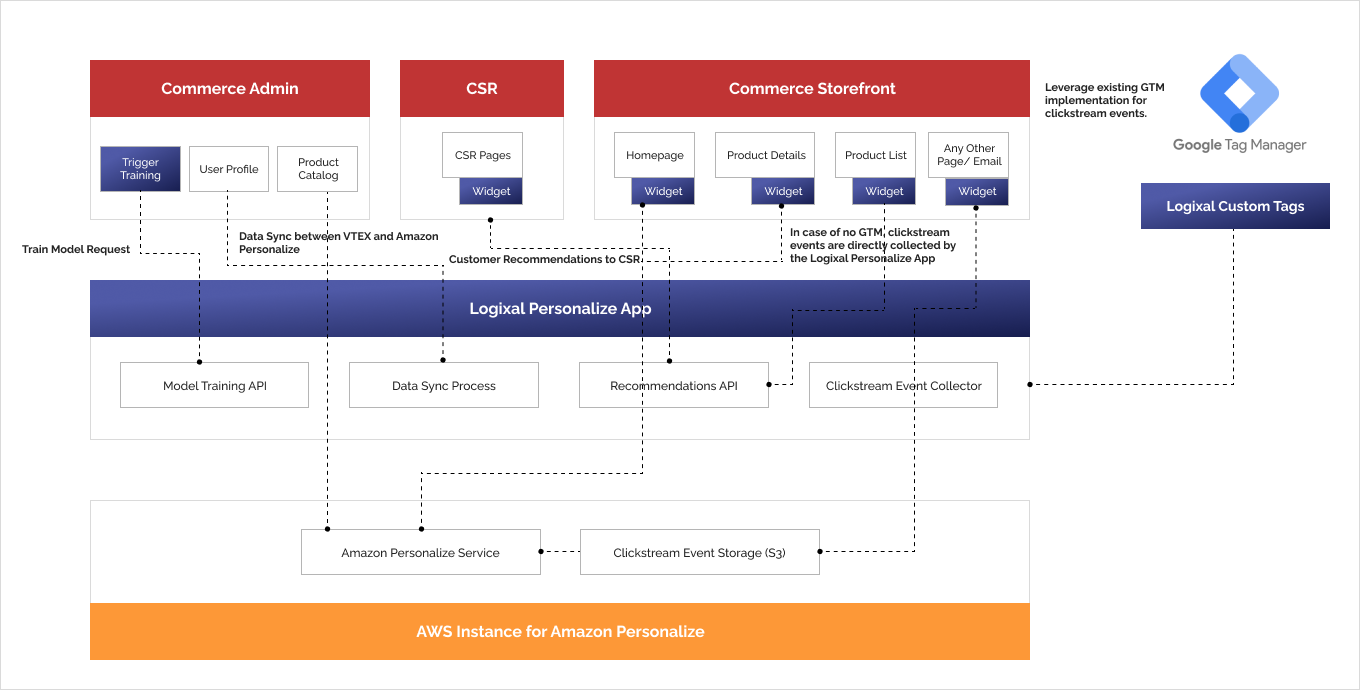 Commerce Admin
CSR
Commerce Storefront
Leverage existing GTM
implementation for
clickstream events.
Google Tag Manager
Trigger
Training
User Profile
Product
Catalog
CSR Pages
Widget
Homepage
Widget
Product Details
Widget
Product List
Widget
Any Other
Page/ Email
Widget
Logixal Custom Tags
Train Model Request
Data Sync between VTEX and Amazon
Personalize
Customer Recommendations to CSR
In case of no GTM, clickstream
events are directly collected by
the Logixal Personalize App
Logixal Personalize App
Model Training API
Data Sync Process
Recommendations API
Clickstream Event Collector
Amazon Personalize Service
Clickstream Event Storage (S3)
AWS Instance for Amazon Personalize